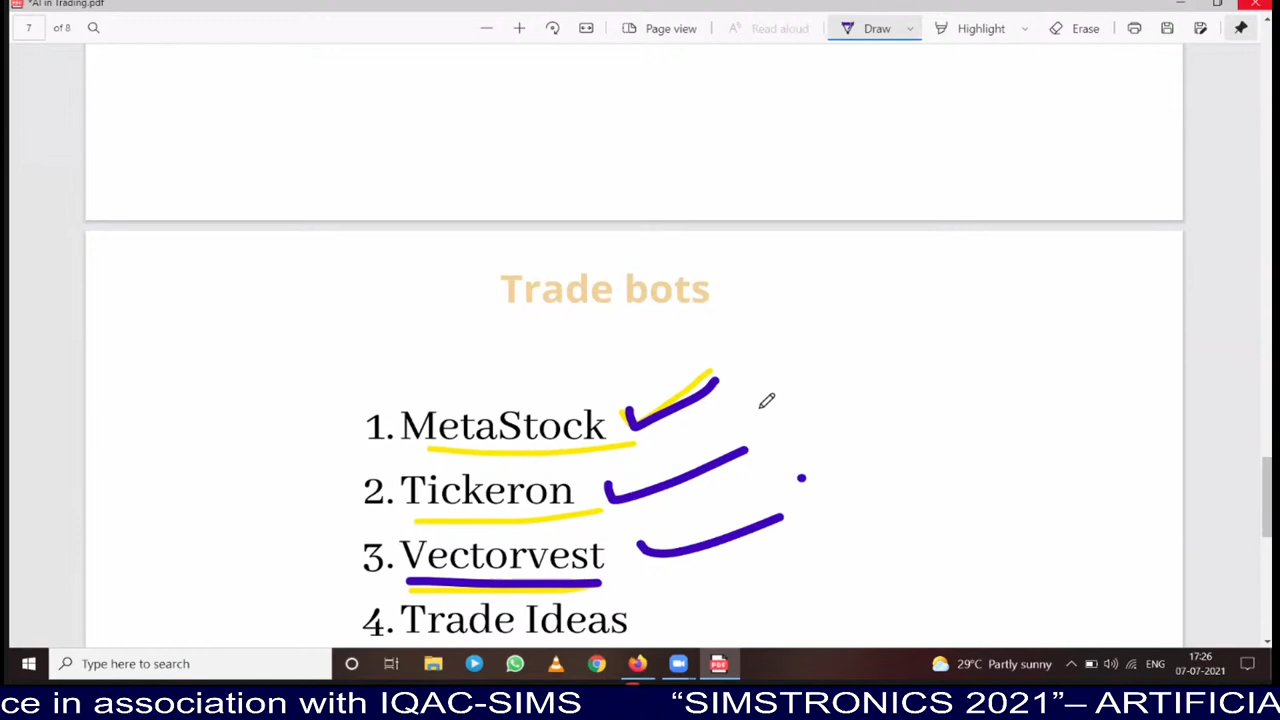 *AI in Trading.pdf
7 of 8 Page view Read aloud Draw Highlight Erase
Trade bots
1. MetaStock
2. Tickeron
3. Vectorvest
4. Trade Ideas
Type here to search 29°C Partly sunny ENG 17:26
07-07-2021
ce in association with IQAC-SIMS “SIMSTRONICS 2021”– ARTIFICIA